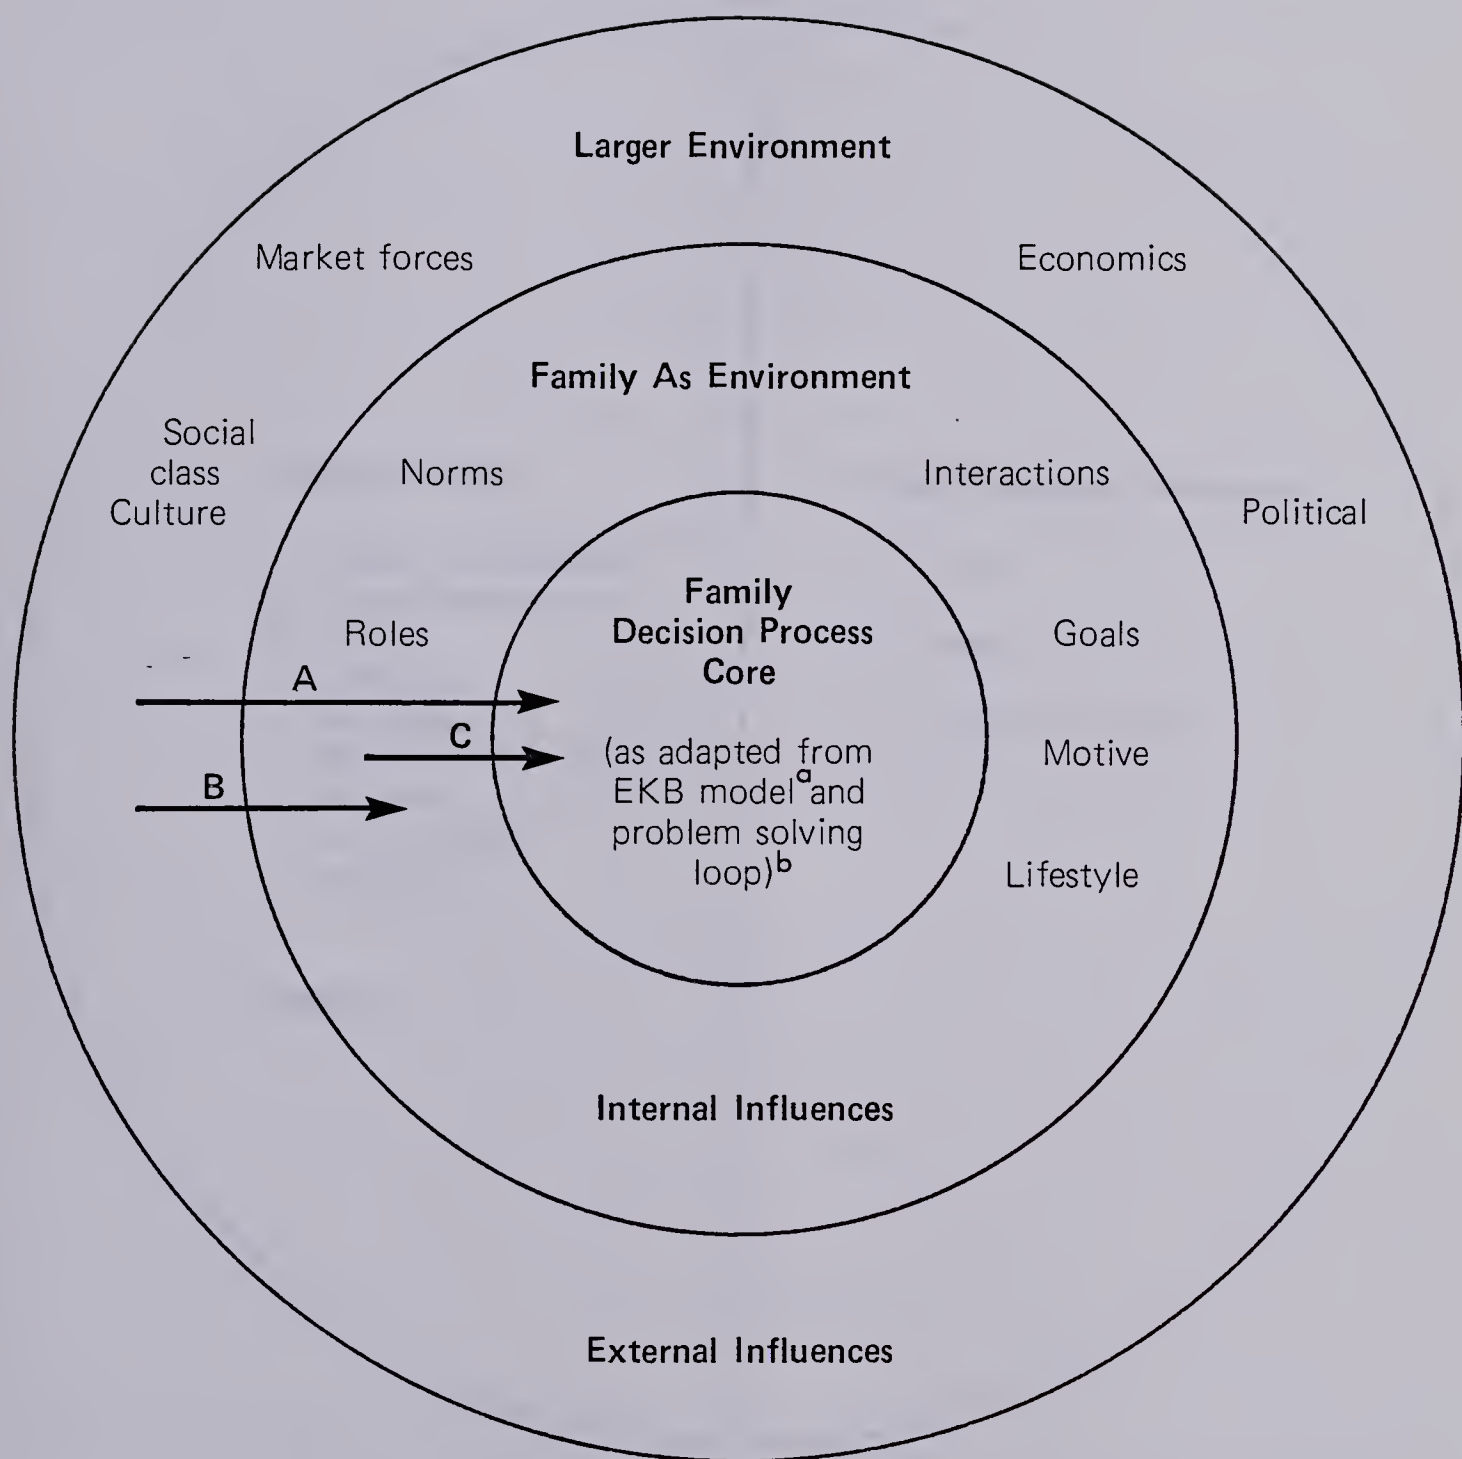 Larger Environment
Market forces
Economics
Family As Environment
Social
class
Culture
Norms
Interactions
Political
Family
Decision Process
Core
Roles
Goals
A
C
B
(as adapted from
EKB model^a and
problem solving
loop)^b
Motive
Lifestyle
Internal Influences
External Influences